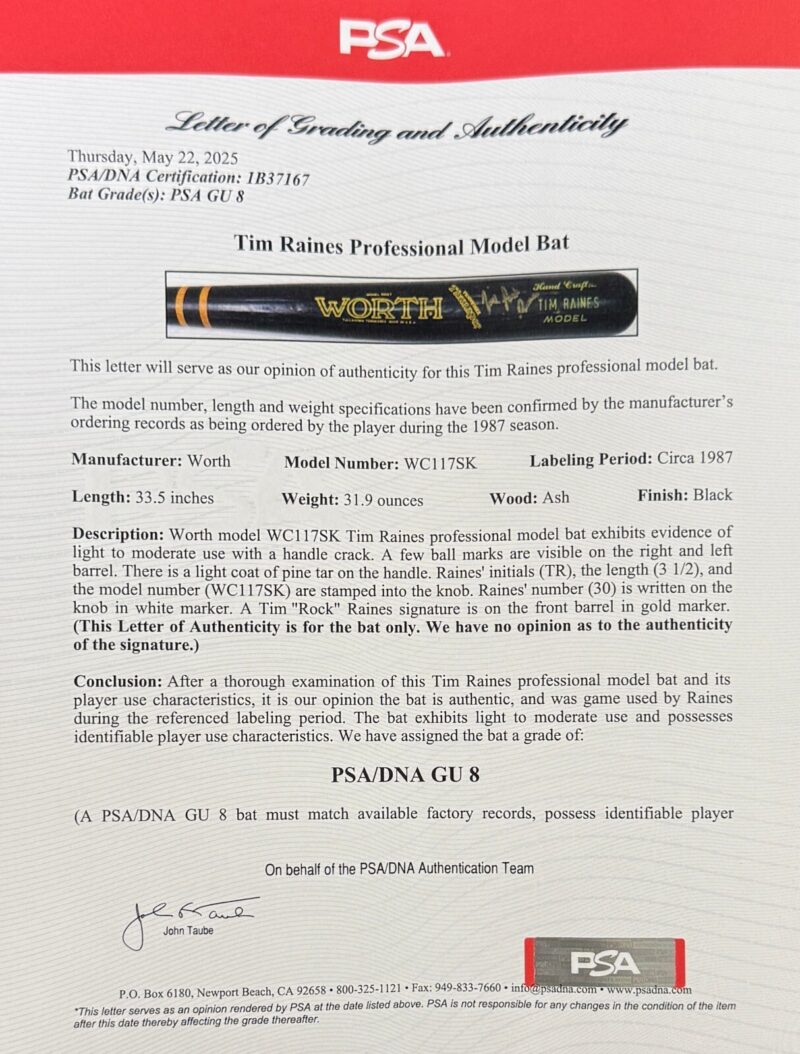 PSA
Letter of Grading and Authenticity
Thursday, May 22, 2025
PSA/DNA Certification: 1B37167
Bat Grade(s): PSA GU 8
Tim Raines Professional Model Bat
WORTH
Hand Craft
TIM RAINES
MODEL
This letter will serve as our opinion of authenticity for this Tim Raines professional model bat.
The model number, length and weight specifications have been confirmed by the manufacturer's
ordering records as being ordered by the player during the 1987 season.
Manufacturer: Worth Model Number: WC117SK Labeling Period: Circa 1987
Length: 33.5 inches Weight: 31.9 ounces Wood: Ash Finish: Black
Description: Worth model WC117SK Tim Raines professional model bat exhibits evidence of
light to moderate use with a handle crack. A few ball marks are visible on the right and left
barrel. There is a light coat of pine tar on the handle. Raines' initials (TR), the length (3 1/2), and
the model number (WC117SK) are stamped into the knob. Raines' number (30) is written on the
knob in white marker. A Tim "Rock" Raines signature is on the front barrel in gold marker.
(This Letter of Authenticity is for the bat only. We have no opinion as to the authenticity
of the signature.)
Conclusion: After a thorough examination of this Tim Raines professional model bat and its
player use characteristics, it is our opinion the bat is authentic, and was game used by Raines
during the referenced labeling period. The bat exhibits light to moderate use and possesses
identifiable player use characteristics. We have assigned the bat a grade of:
PSA/DNA GU 8
(A PSA/DNA GU 8 bat must match available factory records, possess identifiable player
On behalf of the PSA/DNA Authentication Team
John Taube
John Taube
PSA
P.O. Box 6180, Newport Beach, CA 92658 • 800-325-1121 • Fax: 949-833-7660 • info@psadna.com • www.psadna.com
*This letter serves as an opinion rendered by PSA at the date listed above. PSA is not responsible for any changes in the condition of the item
after this date thereby affecting the grade thereafter.